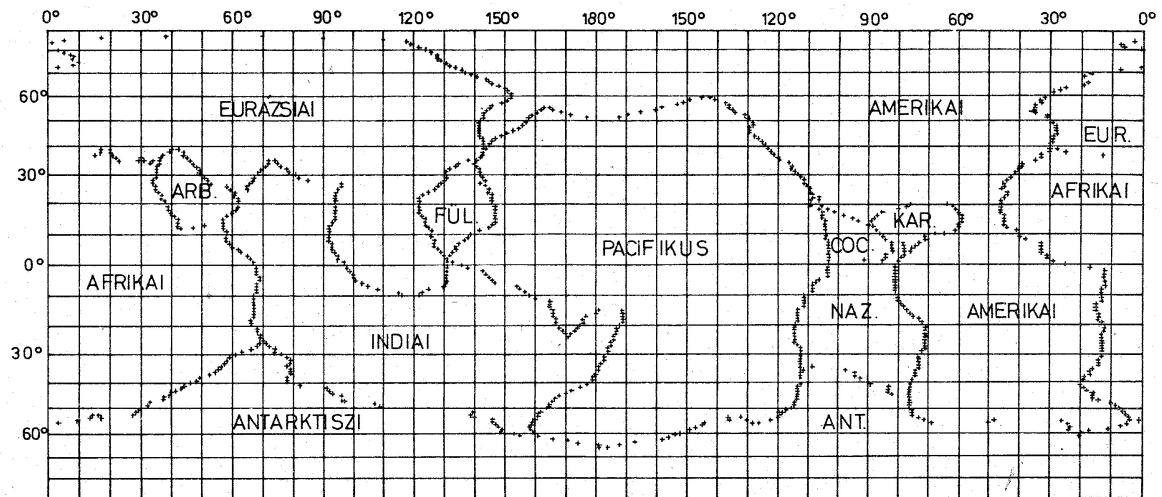 0° 30° 60° 90° 120° 150° 180° 150° 120° 90° 60° 30° 0°
60° EURÁZSIAI AMERIKAI
EUR.
30° ARB. FÜL. KAR. AFRIKAI
PACIFIKUS COC.
0°
AFRIKAI NAZ. AMERIKAI
INDIAI
30°
ANTARKTISZI ANT.
60°